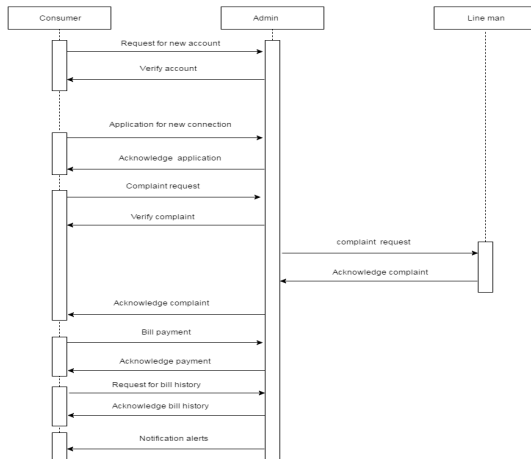 Consumer
Admin
Line man
Request for new account
Verify account
Application for new connection
Acknowledge application
Complaint request
Verify complaint
complaint request
Acknowledge complaint
Acknowledge complaint
Bill payment
Acknowledge payment
Request for bill history
Acknowledge bill history
Notification alerts